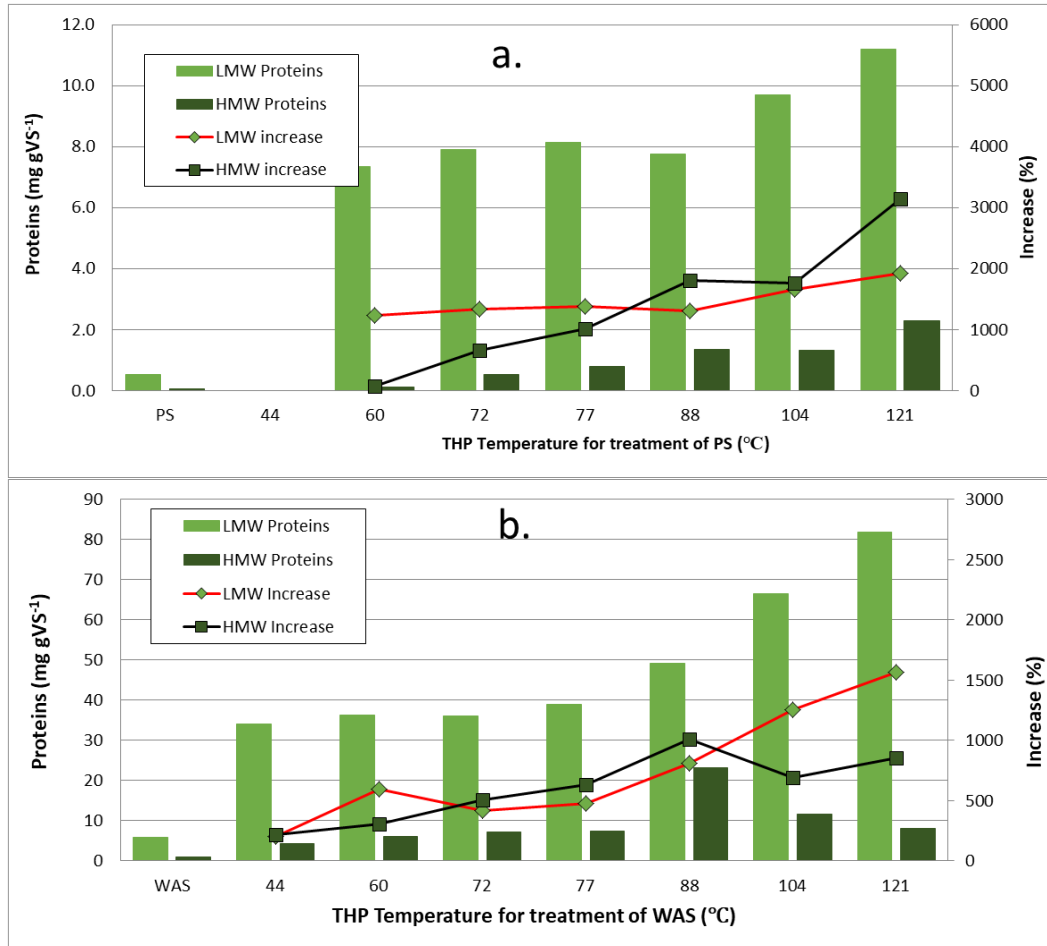 a.
LMW Proteins
HMW Proteins
LMW increase
HMW increase
Proteins (mg gVS⁻¹)
12.0
10.0
8.0
6.0
4.0
2.0
0.0
6000
5000
4000
3000
2000
1000
0
Increase (%)
PS 44 60 72 77 88 104 121
THP Temperature for treatment of PS (℃)
b.
LMW Proteins
HMW Proteins
LMW Increase
HMW Increase
Proteins (mg gVS⁻¹)
90
80
70
60
50
40
30
20
10
0
3000
2500
2000
1500
1000
500
0
Increase (%)
WAS 44 60 72 77 88 104 121
THP Temperature for treatment of WAS (℃)